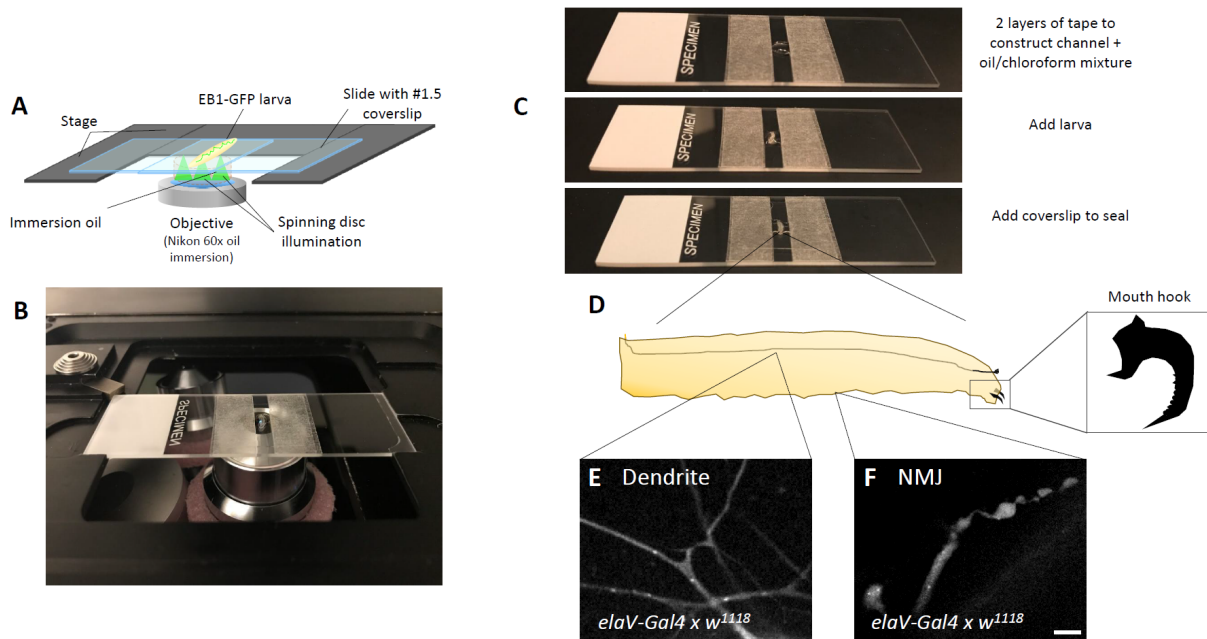 A
EB1-GFP larva
Slide with #1.5
coverslip
Stage
Immersion oil
Objective
(Nikon 60x oil
immersion)
Spinning disc
illumination
B
SPECIMEN
C
SPECIMEN
2 layers of tape to
construct channel +
oil/chloroform mixture
SPECIMEN
Add larva
SPECIMEN
Add coverslip to seal
D
Mouth hook
E Dendrite
elaV-Gal4 x w1118
F NMJ
elaV-Gal4 x w1118